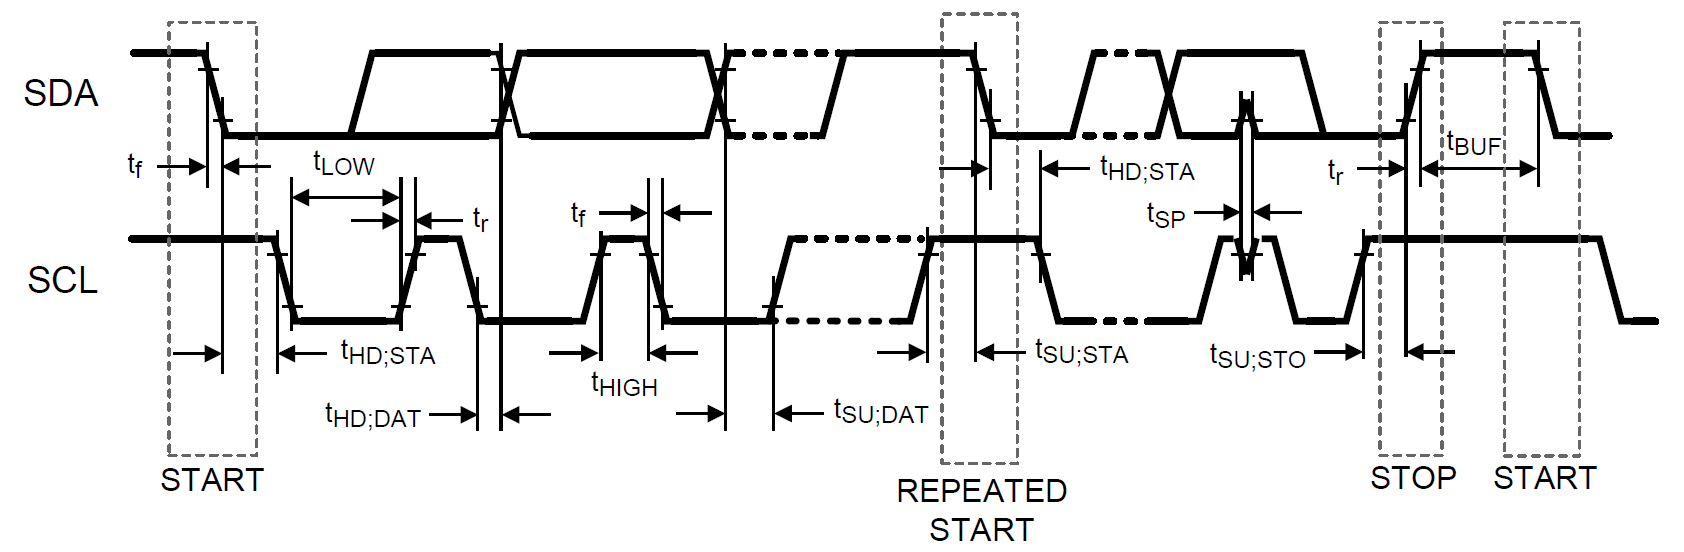 SDA
tf
tLOW
tr
tf
tHD;STA
tSP
tr
tBUF
SCL
tHD;STA
tHIGH
tHD;DAT
tSU;DAT
tSU;STA
tSU;STO
START
REPEATED
START
STOP
START